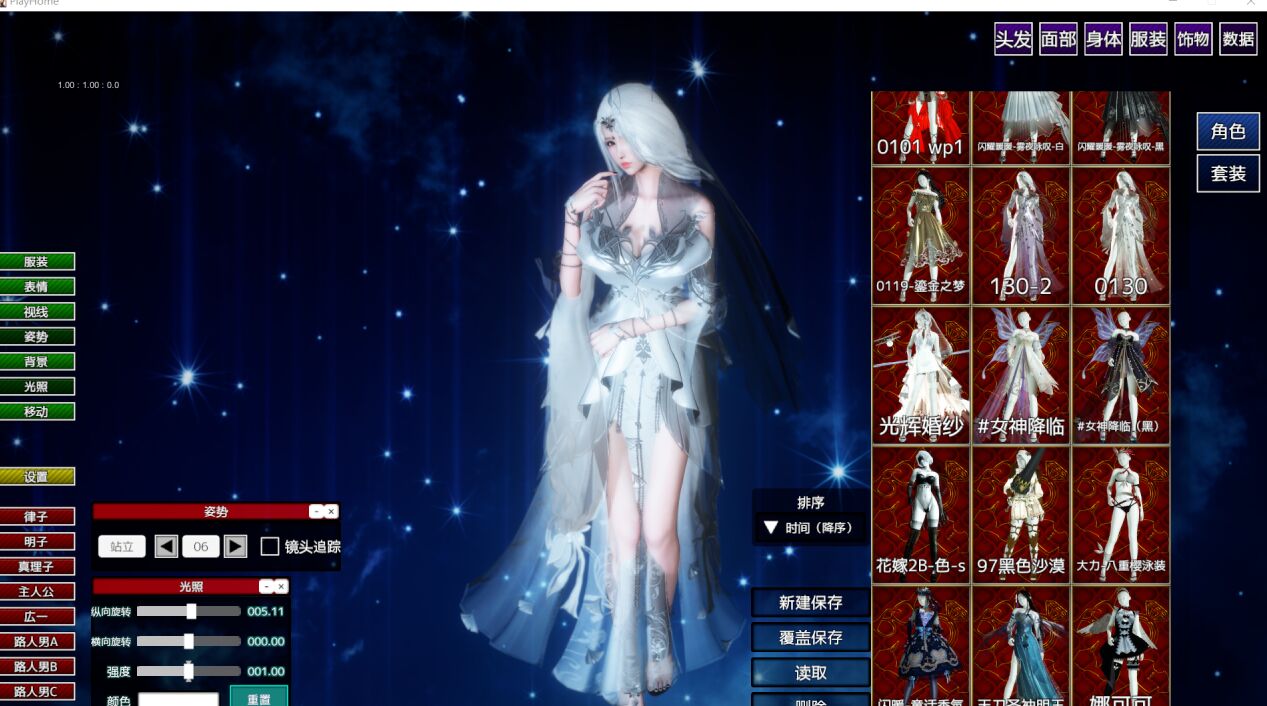 PlayHome
头发 面部 身体 服装 饰物 数据
1.00 : 1.00 : 0.0
角色
套装
0101 wp1
闪耀暖暖-雾夜咏叹-白
闪耀暖暖-雾夜咏叹-黑
0119-鎏金之梦
130-2
0130
光辉婚纱
#女神降临
#女神降临（黑）
花嫁2B-色-s
97黑色沙漠
大力-八重樱泳装
服装
表情
视线
姿势
背景
光照
移动
设置
律子
明子
真理子
主人公
広一
路人男A
路人男B
路人男C
姿势
- ×
站立 ◀ 06 ▶ 镜头追踪
光照
- ×
纵向旋转 005.11
横向旋转 000.00
强度 001.00
颜色 重置
排序
▼ 时间（降序）
新建保存
覆盖保存
读取
删除